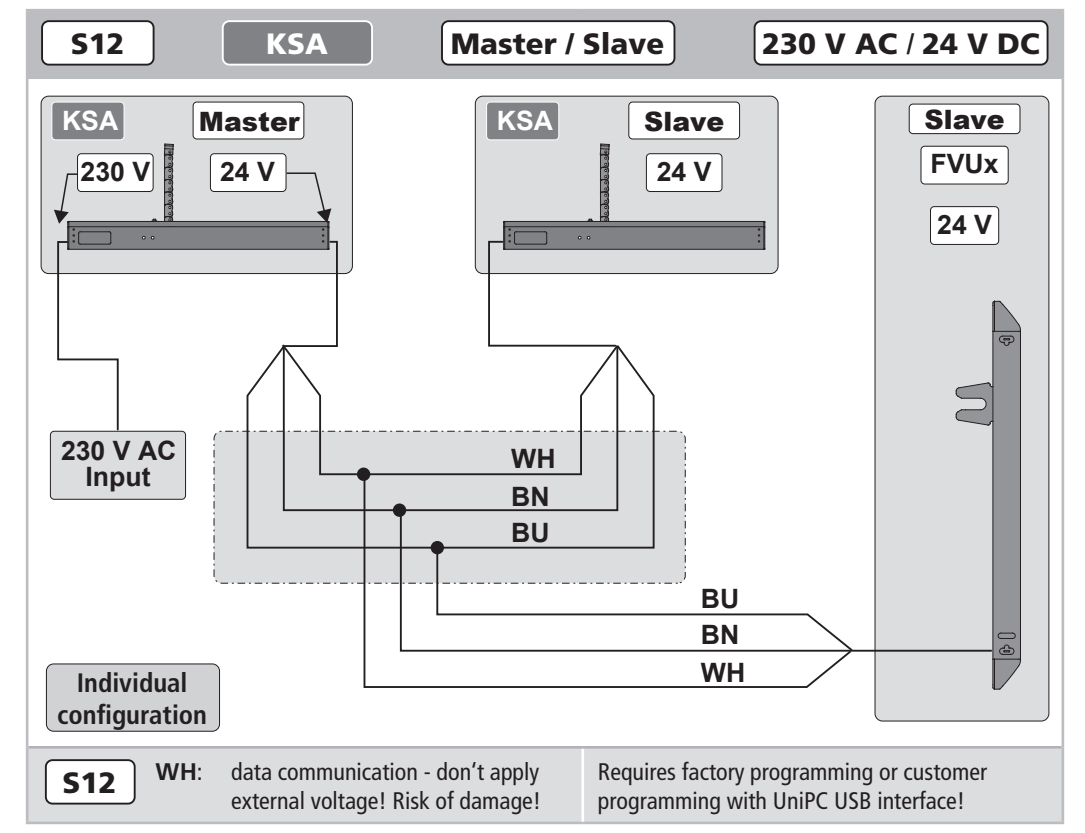 S12
KSA
Master / Slave
230 V AC / 24 V DC
KSA
Master
230 V
24 V
KSA
Slave
24 V
Slave
FVUx
24 V
230 V AC
Input
WH
BN
BU
BU
BN
WH
Individual
configuration
S12
WH: data communication - don't apply
external voltage! Risk of damage!
Requires factory programming or customer
programming with UniPC USB interface!